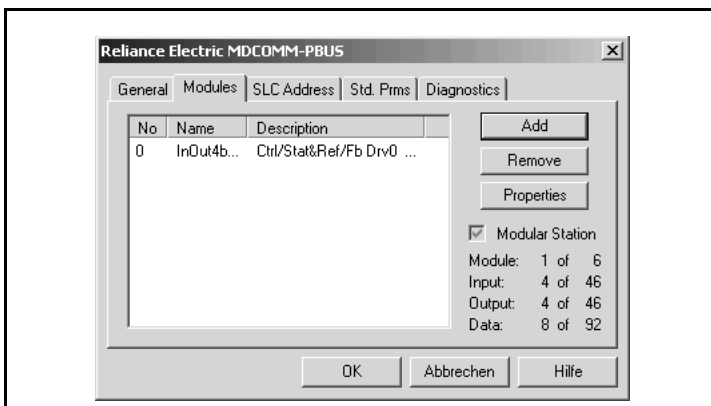 Reliance Electric MDCOMM-PBUS
General Modules SLC Address Std. Prms Diagnostics
No Name Description
0 InOut4b... Ctrl/Stat&Ref/Fb Drv0 ...
Add
Remove
Properties
Modular Station
Module: 1 of 6
Input: 4 of 46
Output: 4 of 46
Data: 8 of 92
OK Abbrechen Hilfe